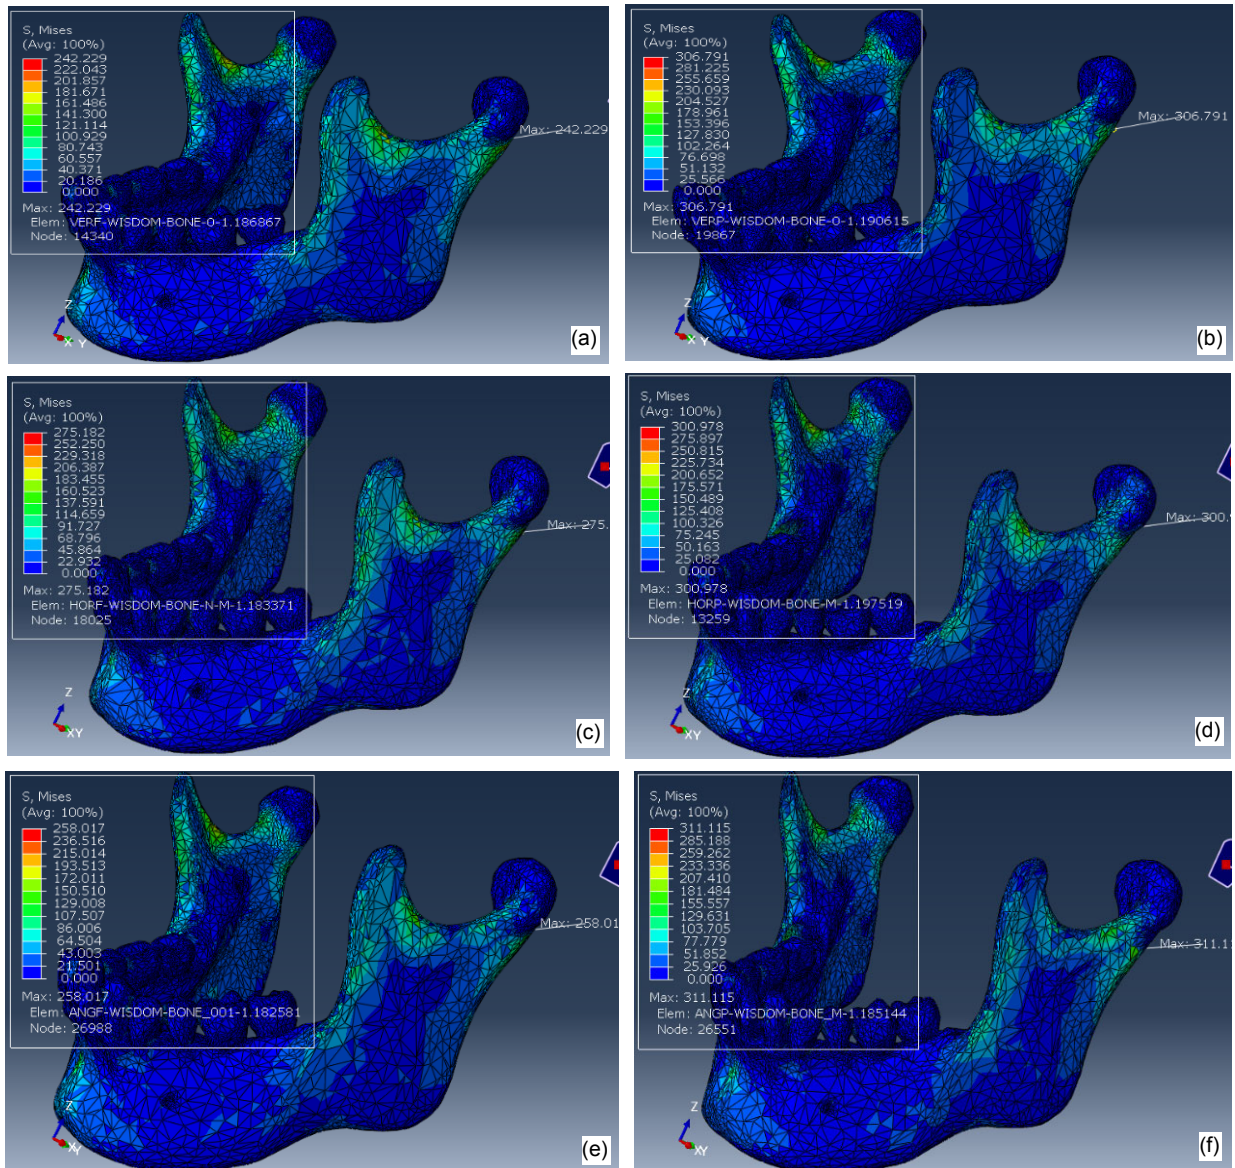 S, Mises
(Avg: 100%)
242.229
222.043
201.857
181.671
161.486
141.300
121.114
100.929
80.743
60.557
40.371
20.186
0.000
Max: 242.229
Elem: VERF-WISDOM-BONE-0-1.186867
Node: 14340
Max: 242.229
Z
X Y
(a)
S, Mises
(Avg: 100%)
306.791
281.225
255.659
230.093
204.527
178.961
153.396
127.830
102.264
76.698
51.132
25.566
0.000
Max: 306.791
Elem: VERP-WISDOM-BONE-0-1.190615
Node: 19867
Max: 306.791
Z
X Y
(b)
S, Mises
(Avg: 100%)
275.182
252.250
229.318
206.387
183.455
160.523
137.591
114.659
91.727
68.796
45.864
22.932
0.000
Max: 275.182
Elem: HORF-WISDOM-BONE-N-M-1.183371
Node: 18025
Max: 275.
Z
XY
(c)
S, Mises
(Avg: 100%)
300.978
275.897
250.815
225.734
200.652
175.571
150.489
125.408
100.326
75.245
50.163
25.082
0.000
Max: 300.978
Elem: HORP-WISDOM-BONE-M-1.197519
Node: 13259
Max: 300.9
Z
XY
(d)
S, Mises
(Avg: 100%)
258.017
236.516
215.014
193.513
172.011
150.510
129.008
107.507
86.006
64.504
43.003
21.501
0.000
Max: 258.017
Elem: ANGF-WISDOM-BONE_001-1.182581
Node: 26988
Max: 258.01
Z
XY
(e)
S, Mises
(Avg: 100%)
311.115
285.188
259.262
233.336
207.410
181.484
155.557
129.631
103.705
77.779
51.852
25.926
0.000
Max: 311.115
Elem: ANGP-WISDOM-BONE_M-1.185144
Node: 26551
Max: 311.11
Z
XY
(f)